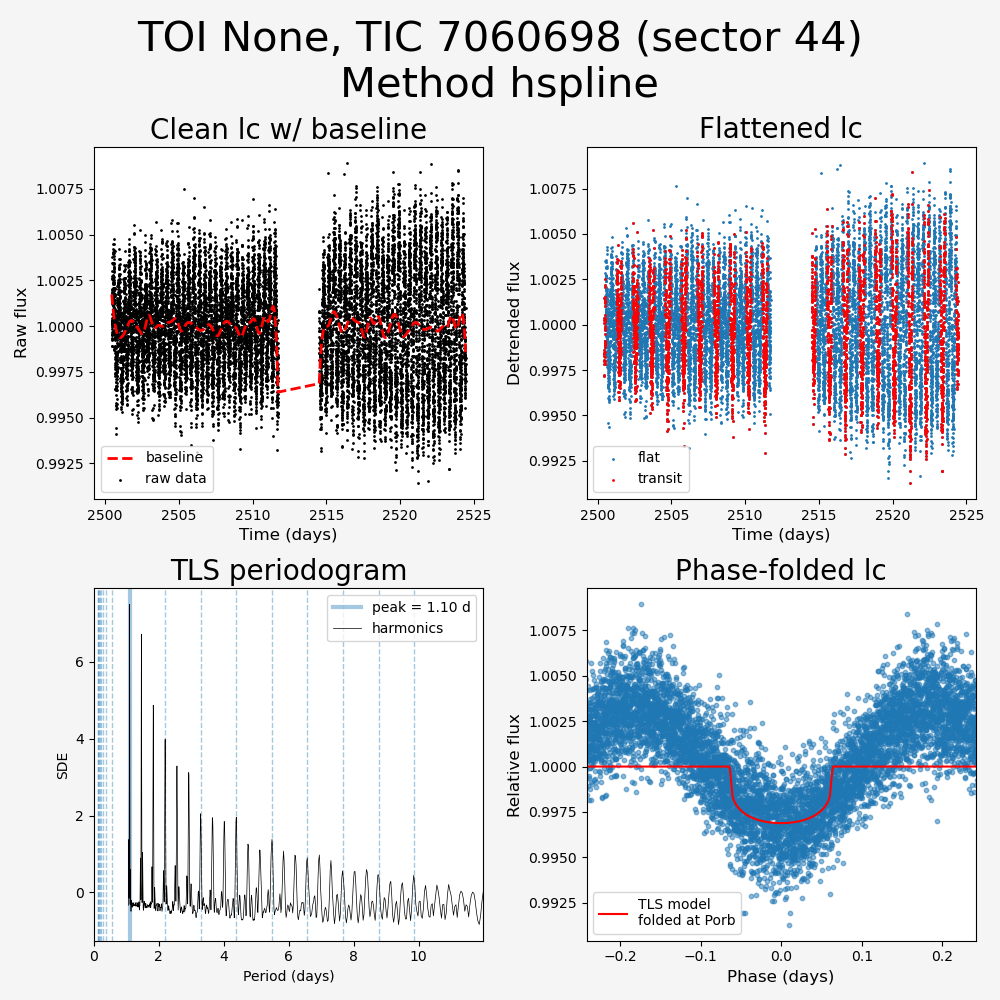 TOI None, TIC 7060698 (sector 44)
Method hspline
Clean lc w/ baseline
Raw flux
1.0075
1.0050
1.0025
1.0000
0.9975
0.9950
0.9925
baseline
raw data
2500 2505 2510 2515 2520 2525
Time (days)
Flattened lc
Detrended flux
1.0075
1.0050
1.0025
1.0000
0.9975
0.9950
0.9925
flat
transit
2500 2505 2510 2515 2520 2525
Time (days)
TLS periodogram
SDE
6
4
2
0
peak = 1.10 d
harmonics
0 2 4 6 8 10
Period (days)
Phase-folded lc
Relative flux
1.0075
1.0050
1.0025
1.0000
0.9975
0.9950
0.9925
TLS model
folded at Porb
−0.2 −0.1 0.0 0.1 0.2
Phase (days)